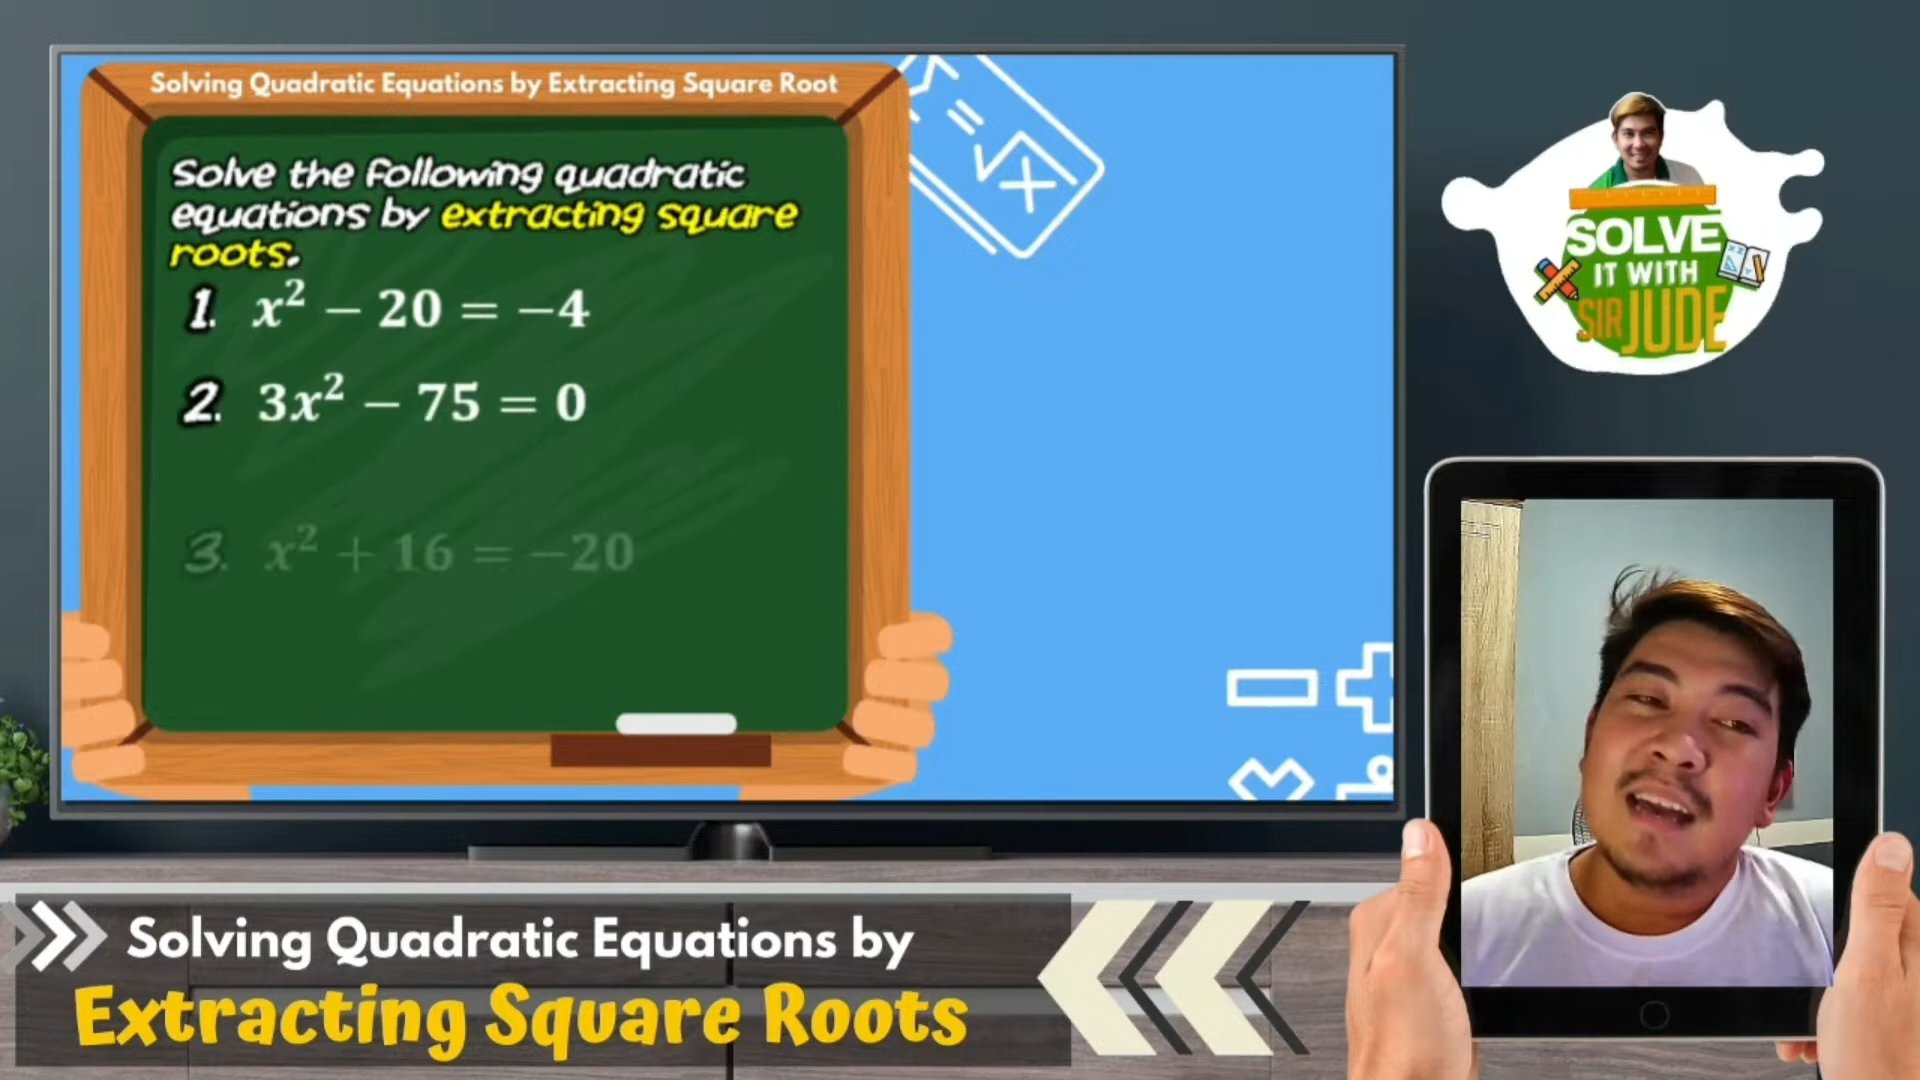 Solving Quadratic Equations by Extracting Square Root
Solve the following quadratic
equations by extracting square
roots.
1. x² − 20 = −4
2. 3x² − 75 = 0
3. x² + 16 = −20
= √x
SOLVE
IT WITH
SIR JUDE
Solving Quadratic Equations by
Extracting Square Roots